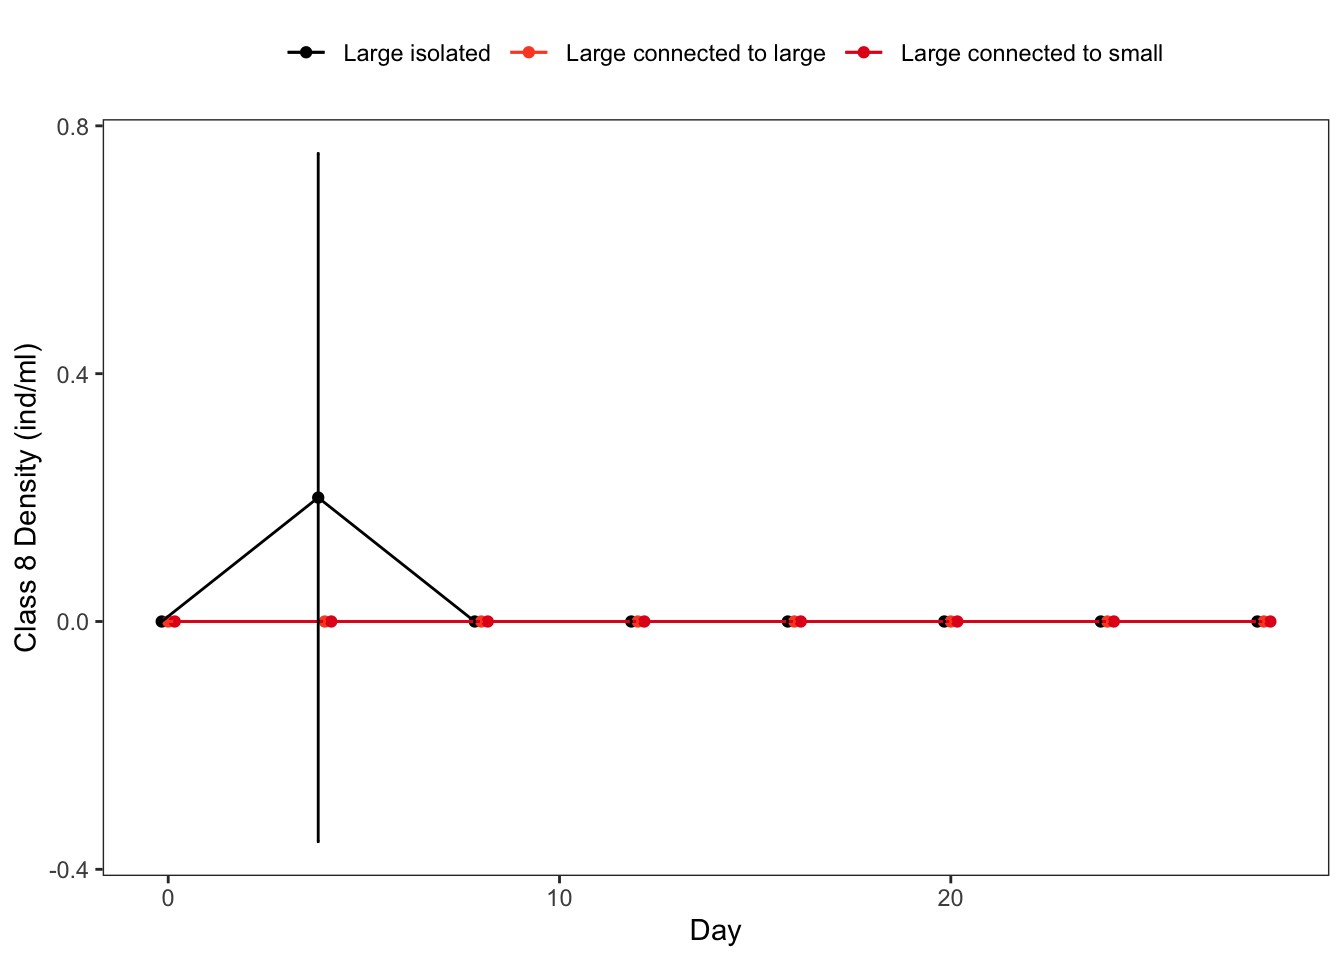 Large isolated Large connected to large Large connected to small
0.8
0.4
0.0
-0.4
Class 8 Density (ind/ml)
0 10 20
Day